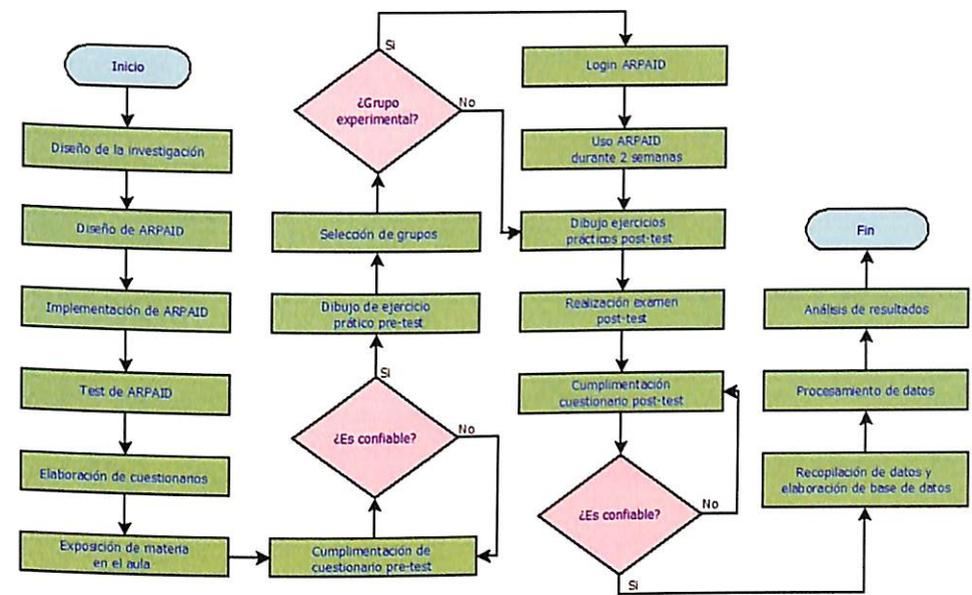 Inicio
Diseño de la investigación
Diseño de ARPAID
Implementación de ARPAID
Test de ARPAID
Elaboración de cuestionarios
Exposición de materia
en el aula
Cumplimentación de
cuestionario pre-test
¿Es confiable?
No
Si
Dibujo de ejercicio
prático pre-test
Selección de grupos
¿Grupo
experimental?
No
Si
Login ARPAID
Uso ARPAID
durante 2 semanas
Dibujo ejercicios
prácticos post-test
Realización examen
post-test
Cumplimentación
cuestionario post-test
¿Es confiable?
No
Si
Recopilación de datos y
elaboración de base de datos
Procesamiento de datos
Análisis de resultados
Fin